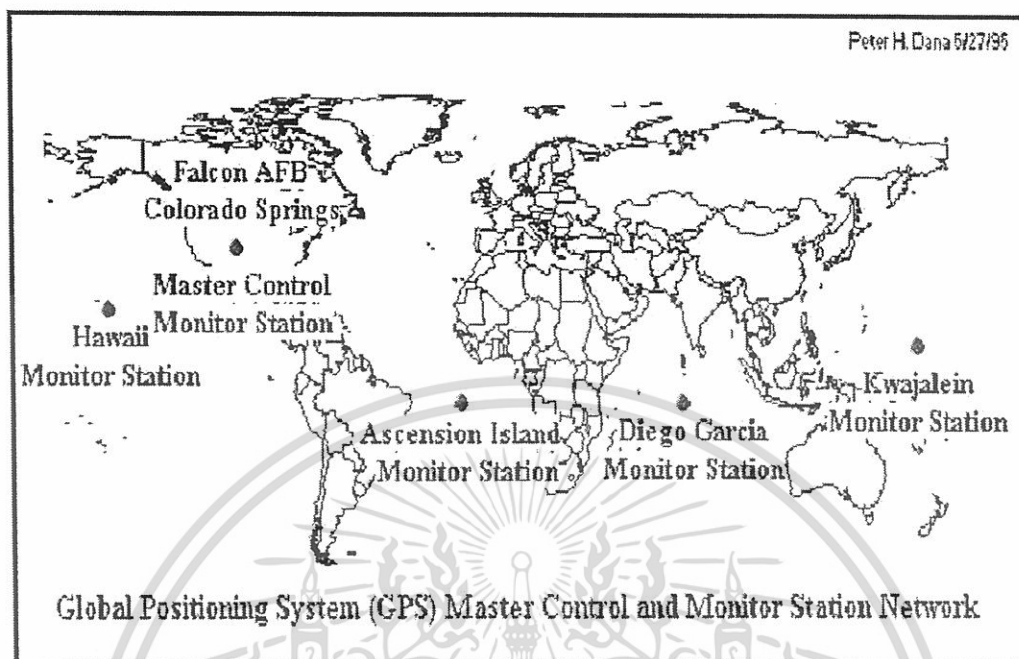 Peter H. Dana 5/27/95
Falcon AFB
Colorado Springs
Master Control
Monitor Station
Hawaii
Monitor Station
Ascension Island
Monitor Station
Diego Garcia
Monitor Station
Kwajalein
Monitor Station
Global Positioning System (GPS) Master Control and Monitor Station Network